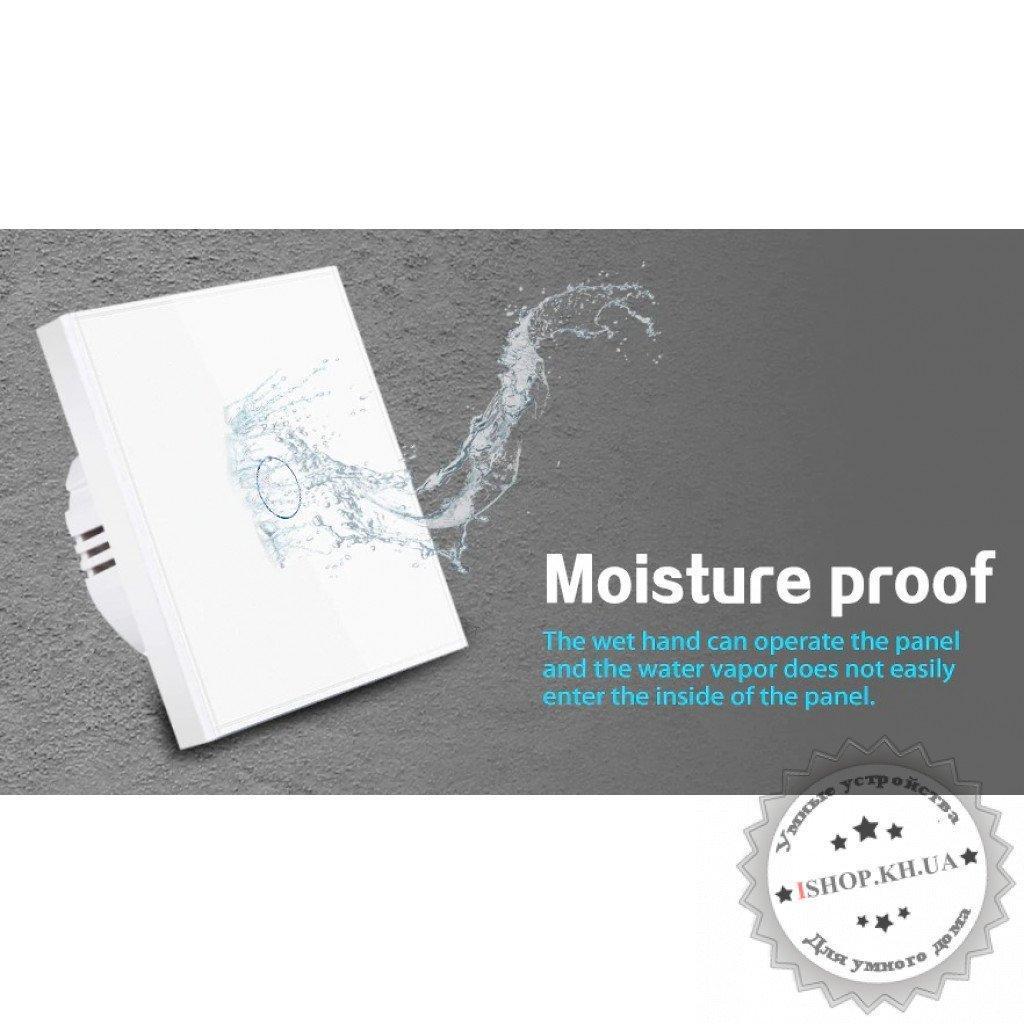 Moisture proof
The wet hand can operate the panel
and the water vapor does not easily
enter the inside of the panel.
Умные устройства
ISHOP.KH.UA
Для умного дома